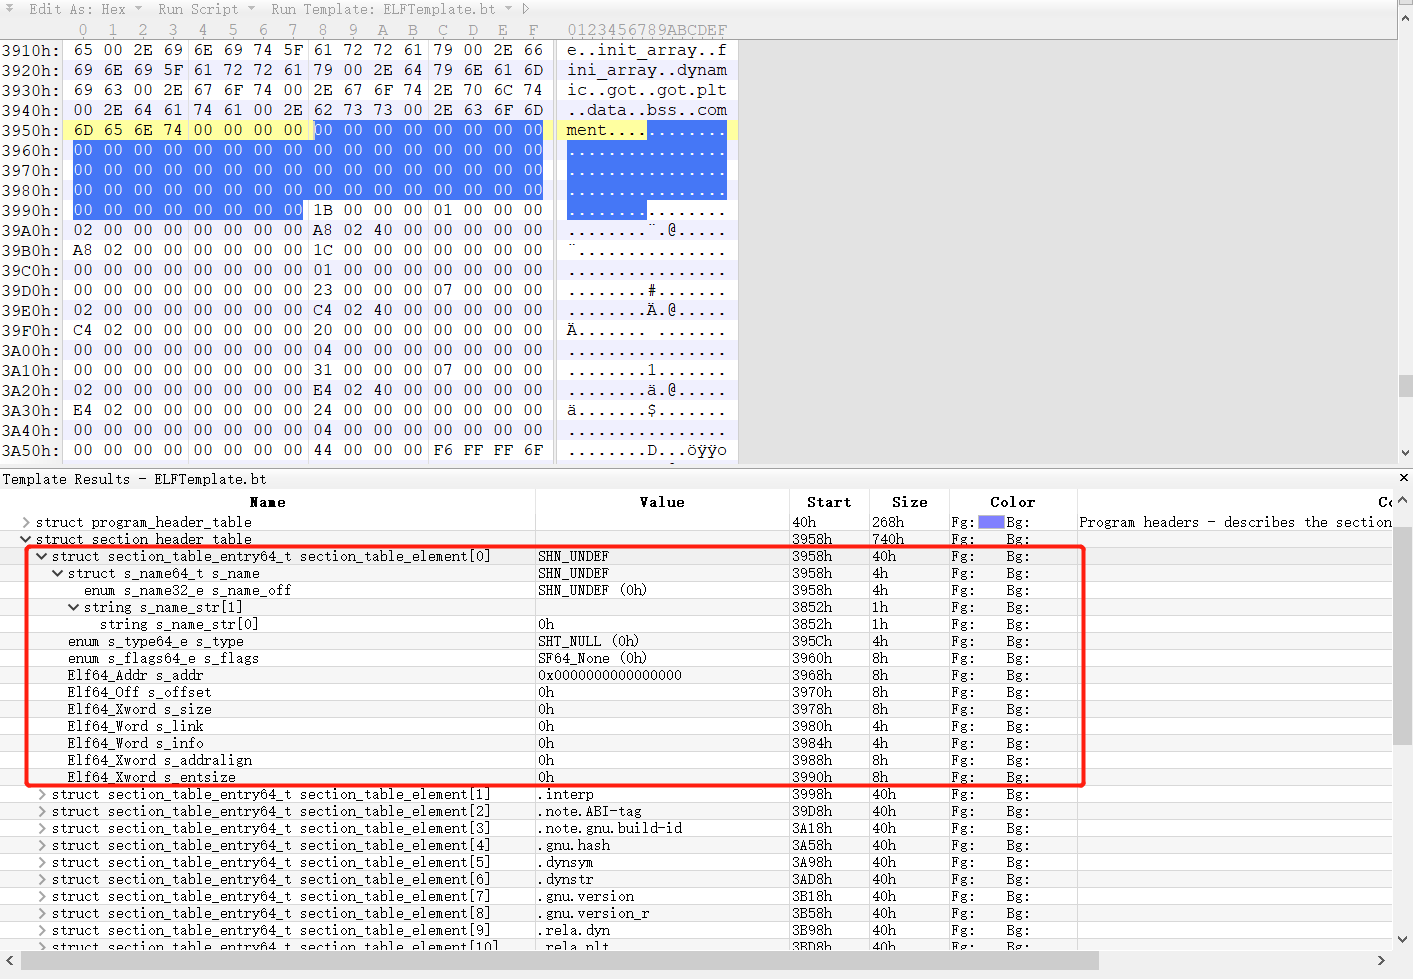 Edit As: Hex Run Script Run Template: ELFTemplate.bt
0 1 2 3 4 5 6 7 8 9 A B C D E F 0123456789ABCDEF
3910h: 65 00 2E 69 6E 69 74 5F 61 72 72 61 79 00 2E 66 e..init_array..f
3920h: 69 6E 69 5F 61 72 72 61 79 00 2E 64 79 6E 61 6D ini_array..dynam
3930h: 69 63 00 2E 67 6F 74 00 2E 67 6F 74 2E 70 6C 74 ic..got..got.plt
3940h: 00 2E 64 61 74 61 00 2E 62 73 73 00 2E 63 6F 6D ..data..bss..com
3950h: 6D 65 6E 74 00 00 00 00 00 00 00 00 00 00 00 00 ment............
3960h: 00 00 00 00 00 00 00 00 00 00 00 00 00 00 00 00 ................
3970h: 00 00 00 00 00 00 00 00 00 00 00 00 00 00 00 00 ................
3980h: 00 00 00 00 00 00 00 00 00 00 00 00 00 00 00 00 ................
3990h: 00 00 00 00 00 00 00 00 1B 00 00 00 01 00 00 00 ................
39A0h: 02 00 00 00 00 00 00 00 A8 02 40 00 00 00 00 00 ........¨.@.....
39B0h: A8 02 00 00 00 00 00 00 1C 00 00 00 00 00 00 00 ¨...............
39C0h: 00 00 00 00 00 00 00 00 01 00 00 00 00 00 00 00 ................
39D0h: 00 00 00 00 00 00 00 00 23 00 00 00 07 00 00 00 ........#.......
39E0h: 02 00 00 00 00 00 00 00 C4 02 40 00 00 00 00 00 ........Ä.@.....
39F0h: C4 02 00 00 00 00 00 00 20 00 00 00 00 00 00 00 Ä....... .......
3A00h: 00 00 00 00 00 00 00 00 04 00 00 00 00 00 00 00 ................
3A10h: 00 00 00 00 00 00 00 00 31 00 00 00 07 00 00 00 ........1.......
3A20h: 02 00 00 00 00 00 00 00 E4 02 40 00 00 00 00 00 ........ä.@.....
3A30h: E4 02 00 00 00 00 00 00 24 00 00 00 00 00 00 00 ä.......$.......
3A40h: 00 00 00 00 00 00 00 00 04 00 00 00 00 00 00 00 ................
3A50h: 00 00 00 00 00 00 00 00 44 00 00 00 F6 FF FF 6F ........D...öÿÿo
Template Results - ELFTemplate.bt
Name Value Start Size Color
struct program_header_table 40h 268h Fg: Bg: Program headers - describes the section
struct section_header_table 3958h 740h Fg: Bg:
struct section_table_entry64_t section_table_element[0] SHN_UNDEF 3958h 40h Fg: Bg:
struct s_name64_t s_name SHN_UNDEF 3958h 4h Fg: Bg:
enum s_name32_e s_name_off SHN_UNDEF (0h) 3958h 4h Fg: Bg:
string s_name_str[1] 3852h 1h Fg: Bg:
string s_name_str[0] 0h 3852h 1h Fg: Bg:
enum s_type64_e s_type SHT_NULL (0h) 395Ch 4h Fg: Bg:
enum s_flags64_e s_flags SF64_None (0h) 3960h 8h Fg: Bg:
Elf64_Addr s_addr 0x0000000000000000 3968h 8h Fg: Bg:
Elf64_Off s_offset 0h 3970h 8h Fg: Bg:
Elf64_Xword s_size 0h 3978h 8h Fg: Bg:
Elf64_Word s_link 0h 3980h 4h Fg: Bg:
Elf64_Word s_info 0h 3984h 4h Fg: Bg:
Elf64_Xword s_addralign 0h 3988h 8h Fg: Bg:
Elf64_Xword s_entsize 0h 3990h 8h Fg: Bg:
struct section_table_entry64_t section_table_element[1] .interp 3998h 40h Fg: Bg:
struct section_table_entry64_t section_table_element[2] .note.ABI-tag 39D8h 40h Fg: Bg:
struct section_table_entry64_t section_table_element[3] .note.gnu.build-id 3A18h 40h Fg: Bg:
struct section_table_entry64_t section_table_element[4] .gnu.hash 3A58h 40h Fg: Bg:
struct section_table_entry64_t section_table_element[5] .dynsym 3A98h 40h Fg: Bg:
struct section_table_entry64_t section_table_element[6] .dynstr 3AD8h 40h Fg: Bg:
struct section_table_entry64_t section_table_element[7] .gnu.version 3B18h 40h Fg: Bg:
struct section_table_entry64_t section_table_element[8] .gnu.version_r 3B58h 40h Fg: Bg:
struct section_table_entry64_t section_table_element[9] .rela.dyn 3B98h 40h Fg: Bg:
struct section_table_entry64_t section_table_element[10] .rela.plt 3BD8h 40h Fg: Bg: